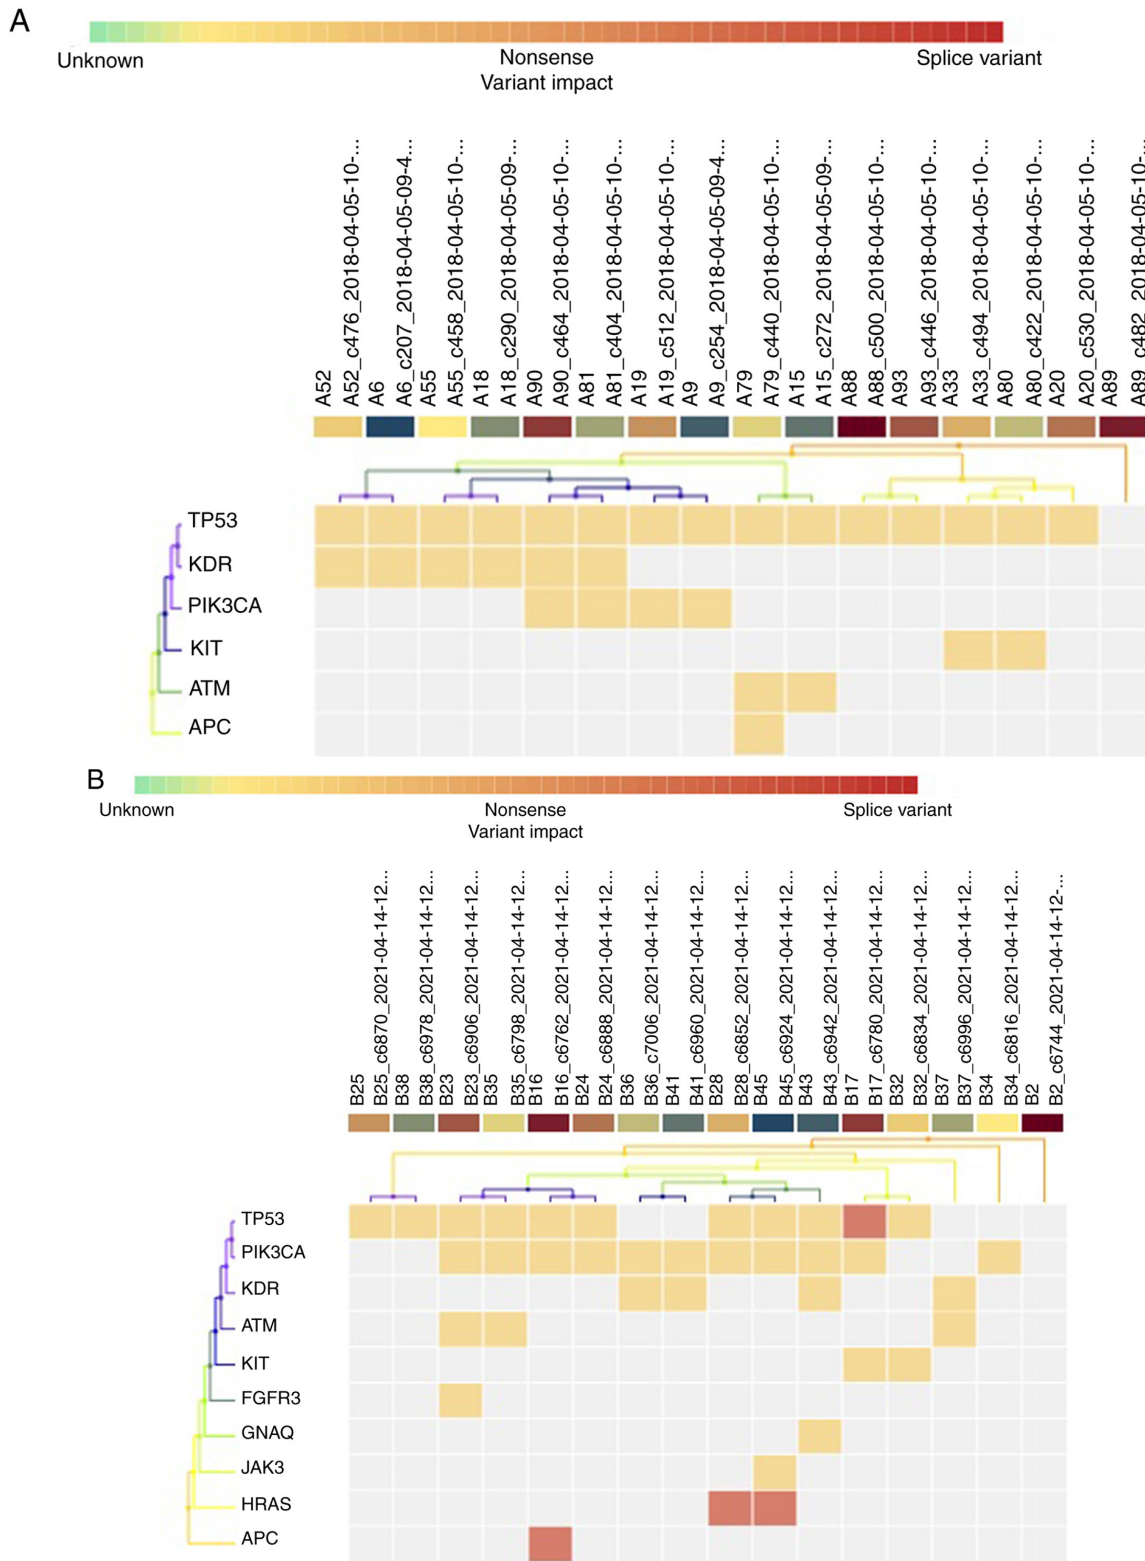 A
Unknown
Nonsense
Variant impact
Splice variant
A52
A52_c476_2018-04-05-10-...
A6
A6_c207_2018-04-05-09-4...
A55
A55_c458_2018-04-05-10-...
A18
A18_c290_2018-04-05-09-...
A90
A90_c464_2018-04-05-10-...
A81
A81_c404_2018-04-05-10-...
A19
A19_c512_2018-04-05-10-...
A9
A9_c254_2018-04-05-09-4...
A79
A79_c440_2018-04-05-10-...
A15
A15_c272_2018-04-05-09-...
A88
A88_c500_2018-04-05-10-...
A93
A93_c446_2018-04-05-10-...
A33
A33_c494_2018-04-05-10-...
A80
A80_c422_2018-04-05-10-...
A20
A20_c530_2018-04-05-10-...
A89
A89_c482_2018-04-05-10-...
TP53
KDR
PIK3CA
KIT
ATM
APC
B
Unknown
Nonsense
Variant impact
Splice variant
B25
B25_c6870_2021-04-14-12...
B38
B38_c6978_2021-04-14-12...
B23
B23_c6906_2021-04-14-12...
B35
B35_c6798_2021-04-14-12...
B16
B16_c6762_2021-04-14-12...
B24
B24_c6888_2021-04-14-12...
B36
B36_c7006_2021-04-14-12...
B41
B41_c6960_2021-04-14-12...
B28
B28_c6852_2021-04-14-12...
B45
B45_c6924_2021-04-14-12...
B43
B43_c6942_2021-04-14-12...
B17
B17_c6780_2021-04-14-12...
B32
B32_c6834_2021-04-14-12...
B37
B37_c6996_2021-04-14-12...
B34
B34_c6816_2021-04-14-12...
B2
B2_c6744_2021-04-14-12-...
TP53
PIK3CA
KDR
ATM
KIT
FGFR3
GNAQ
JAK3
HRAS
APC